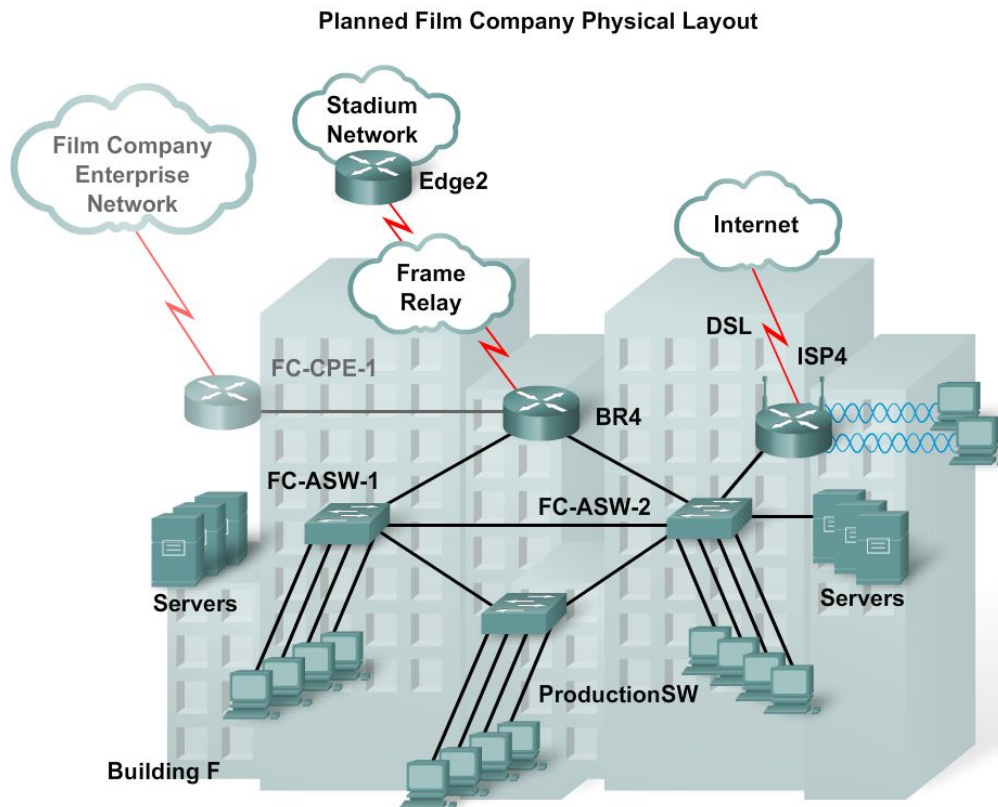 Planned Film Company Physical Layout
Stadium
Network
Film Company
Enterprise
Network
Edge2
Internet
Frame
Relay
DSL
ISP4
FC-CPE-1
BR4
FC-ASW-1
FC-ASW-2
Servers
Servers
ProductionSW
Building F